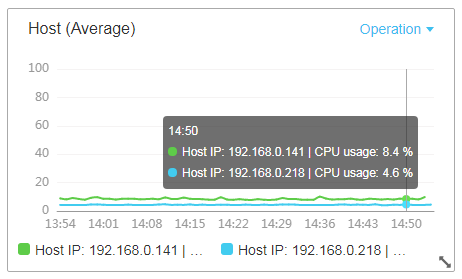 Host (Average)
Operation
100
80
60
40
20
0
14:50
Host IP: 192.168.0.141 | CPU usage: 8.4 %
Host IP: 192.168.0.218 | CPU usage: 4.6 %
13:54 14:01 14:08 14:15 14:22 14:29 14:36 14:43 14:50
Host IP: 192.168.0.141 | ... Host IP: 192.168.0.218 | ...